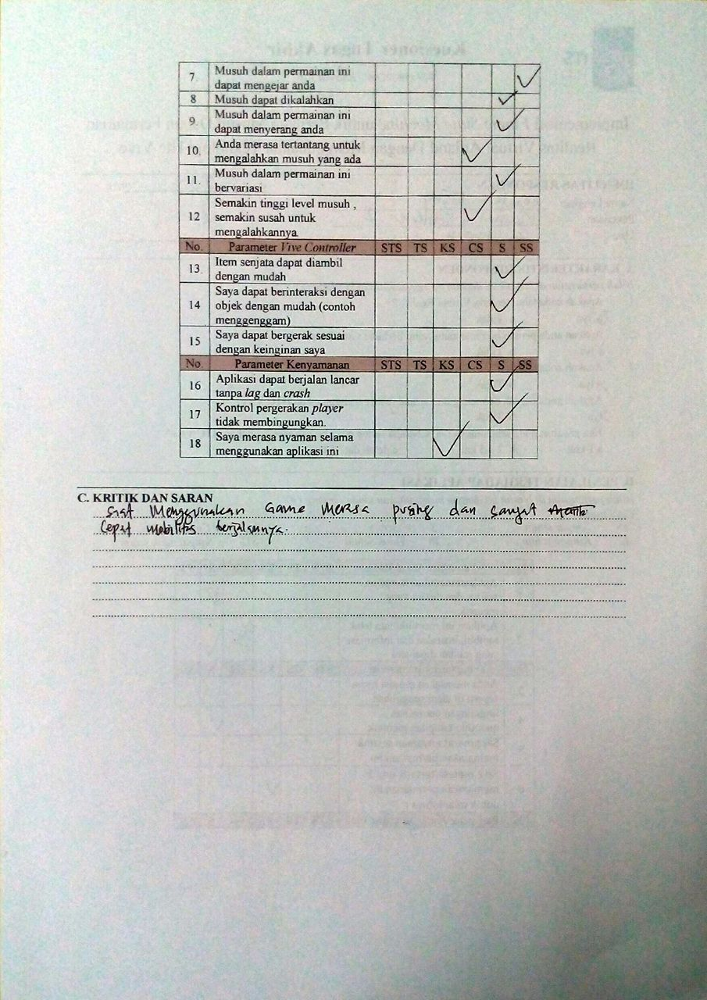 7. Musuh dalam permainan ini
dapat mengejar anda ✓
8 Musuh dapat dikalahkan ✓
9. Musuh dalam permainan ini
dapat menyerang anda ✓
10. Anda merasa tertantang untuk
mengalahkan musuh yang ada ✓
11. Musuh dalam permainan ini
bervariasi ✓
12 Semakin tinggi level musuh ,
semakin susah untuk
mengalahkannya ✓
No. Parameter Vive Controller STS TS KS CS S SS
13. Item senjata dapat diambil
dengan mudah ✓
14 Saya dapat berinteraksi dengan
objek dengan mudah (contoh
menggenggam) ✓
15 Saya dapat bergerak sesuai
dengan keinginan saya ✓
No. Parameter Kenyamanan STS TS KS CS S SS
16 Aplikasi dapat berjalan lancar
tanpa lag dan crash ✓
17 Kontrol pergerakan player
tidak membingungkan. ✓
18 Saya merasa nyaman selama
menggunakan aplikasi ini ✓
C. KRITIK DAN SARAN
Saat Menggunakan Game Merasa pusing dan sangat
Cepat mobilitas berjalannya.